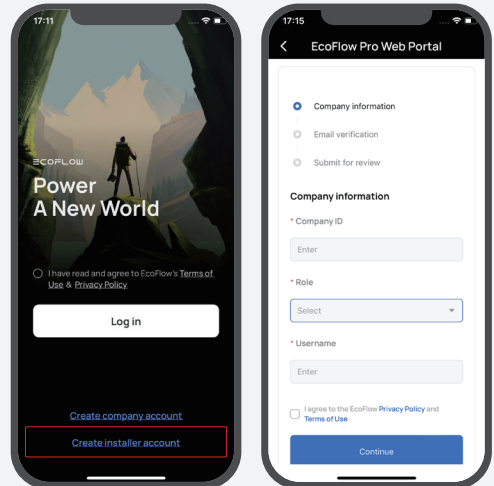 17:11
ECOFLOW
Power
A New World
I have read and agree to EcoFlow's Terms of
Use & Privacy Policy
Log in
Create company account
Create installer account
17:15
EcoFlow Pro Web Portal
Company information
Email verification
Submit for review
Company information
* Company ID
Enter
* Role
Select
* Username
Enter
I agree to the EcoFlow Privacy Policy and
Terms of Use
Continue